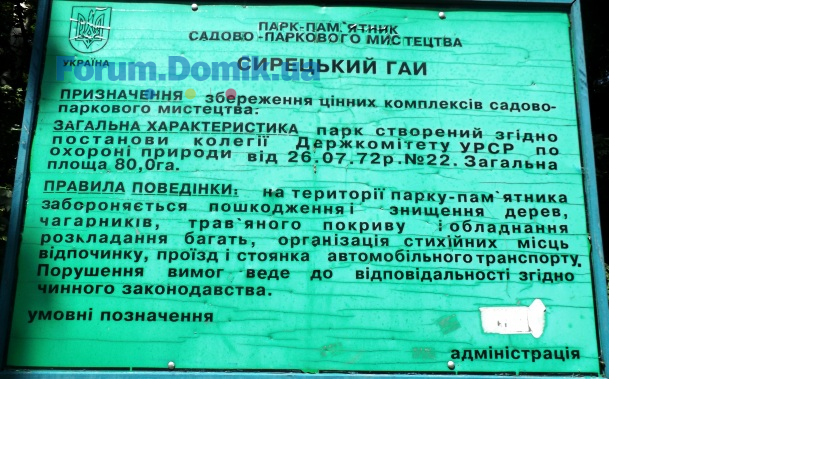 ПАРК-ПАМ`ЯТНИК
САДОВО-ПАРКОВОГО МИСТЕЦТВА
УКРАЇНА
Forum.Domik.ua
СИРЕЦЬКИЙ ГАИ
ПРИЗНАЧЕННЯ збереження цінних комплексів садово-
паркового мистецтва.
ЗАГАЛЬНА ХАРАКТЕРИСТИКА парк створений згідно
постанови колегії Держкомітету УРСР по
охороні природи від 26.07.72р.№22. Загальна
площа 80,0га.
ПРАВИЛА ПОВЕДІНКИ: на території парку-пам`ятника
забороняється пошкодження і знищення дерев,
чагарників, трав`яного покриву і обладнання
розкладання багать, організація стихійних місць
відпочинку, проїзд і стоянка автомобільного транспорту.
Порушення вимог веде до відповідальності згідно
чинного законодавства.
умовні позначення
адміністрація